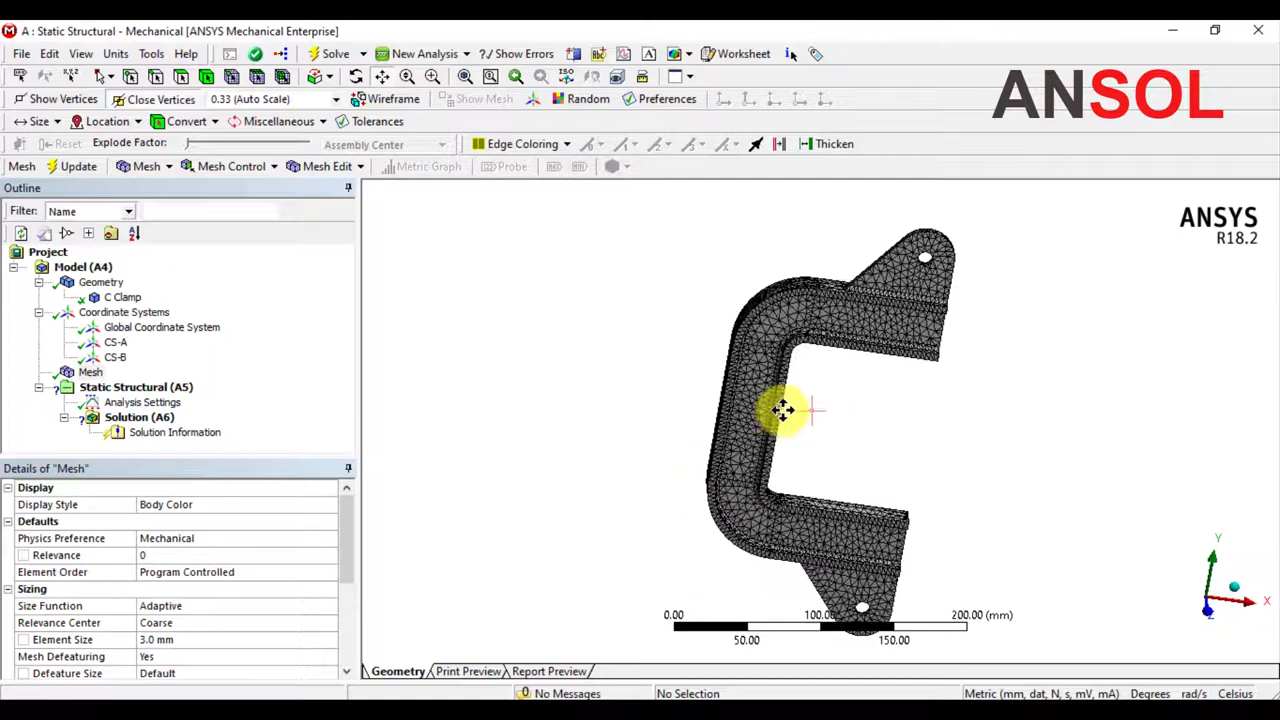 A : Static Structural - Mechanical [ANSYS Mechanical Enterprise]
File Edit View Units Tools Help Solve New Analysis ?/ Show Errors Worksheet
Show Vertices Close Vertices 0.33 (Auto Scale) Wireframe Show Mesh Random Preferences
ANSOL
Size Location Convert Miscellaneous Tolerances
Reset Explode Factor: Assembly Center Edge Coloring Thicken
Mesh Update Mesh Mesh Control Mesh Edit Metric Graph Probe
Outline
Filter: Name
Project
Model (A4)
Geometry
C Clamp
Coordinate Systems
Global Coordinate System
CS-A
CS-B
Mesh
Static Structural (A5)
Analysis Settings
Solution (A6)
Solution Information
Details of "Mesh"
Display
Display Style Body Color
Defaults
Physics Preference Mechanical
Relevance 0
Element Order Program Controlled
Sizing
Size Function Adaptive
Relevance Center Coarse
Element Size 3.0 mm
Mesh Defeaturing Yes
Defeature Size Default
ANSYS
R18.2
Y
X
Z
0.00 100.00 200.00 (mm)
50.00 150.00
Geometry Print Preview Report Preview
No Messages No Selection Metric (mm, dat, N, s, mV, mA) Degrees rad/s Celsius